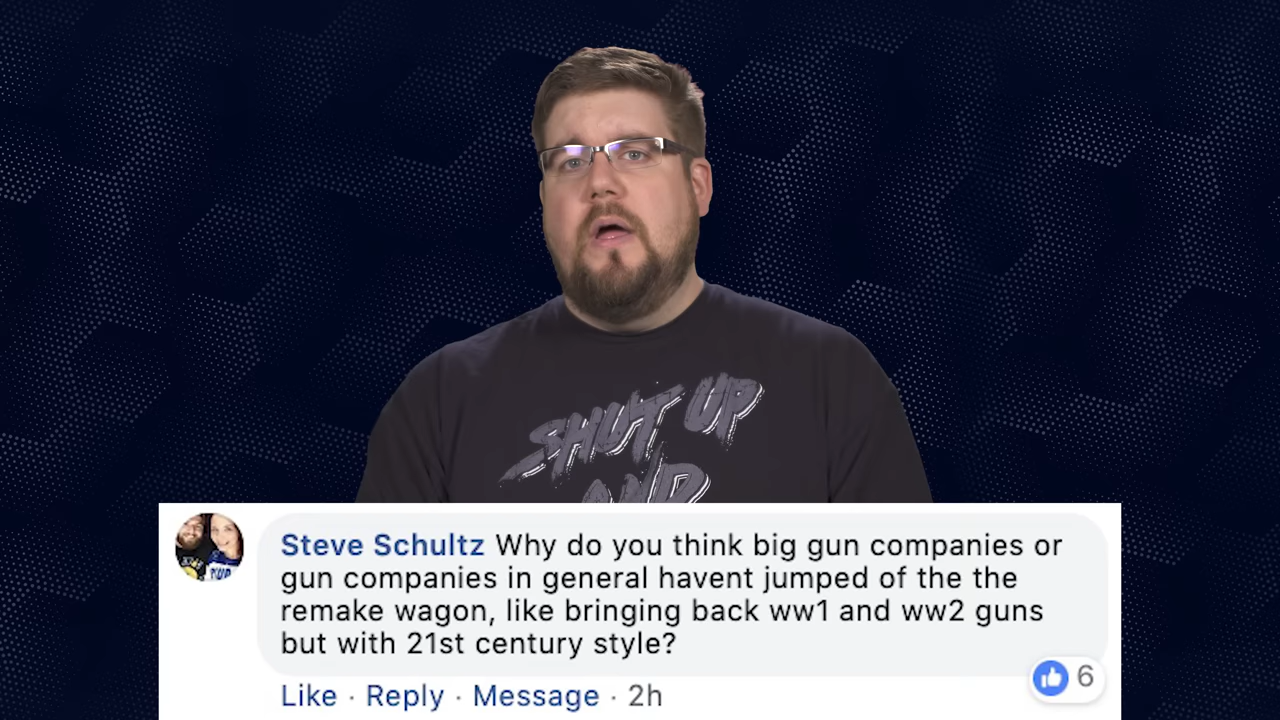 SHUT UP
AND
Steve Schultz Why do you think big gun companies or
gun companies in general havent jumped of the the
remake wagon, like bringing back ww1 and ww2 guns
but with 21st century style?
6
Like · Reply · Message · 2h